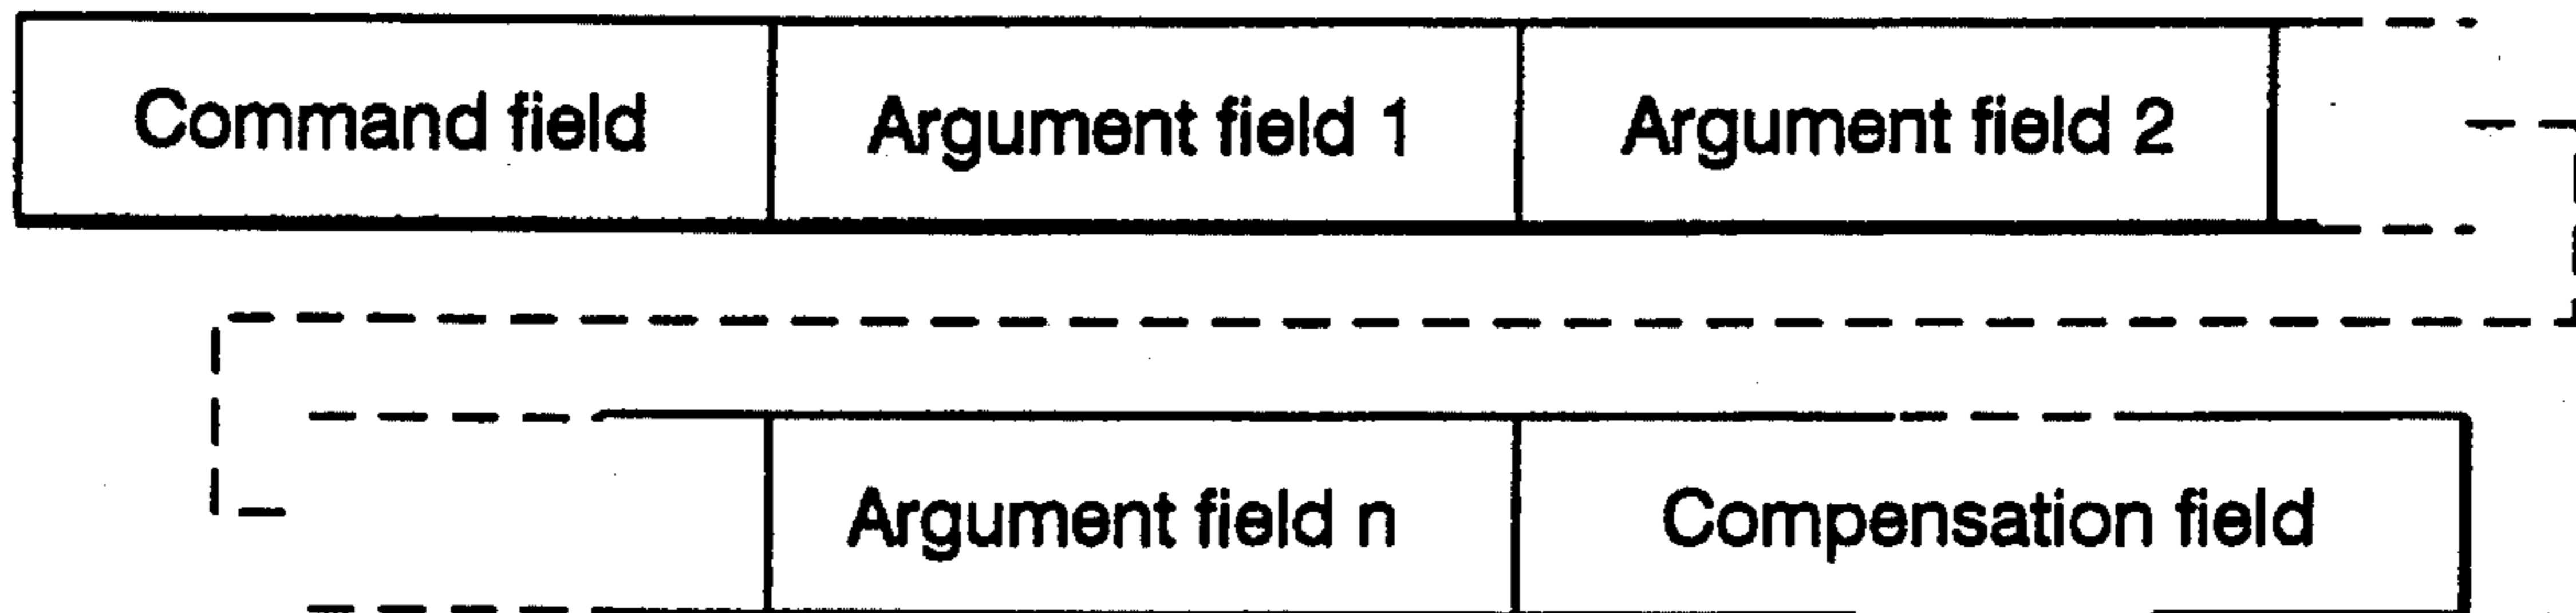 Command field Argument field 1 Argument field 2
Argument field n Compensation field